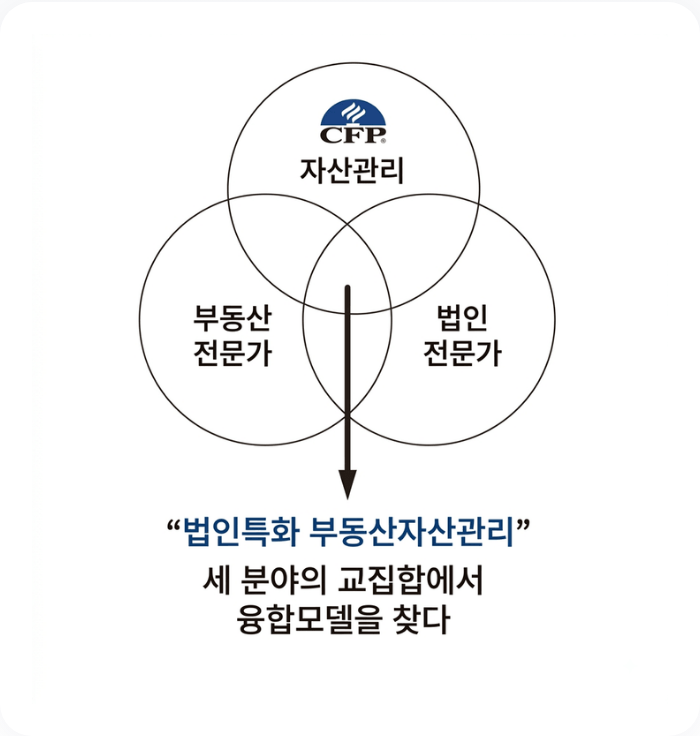 CFP®
자산관리
부동산
전문가
법인
전문가
“법인특화 부동산자산관리”
세 분야의 교집합에서
융합모델을 찾다